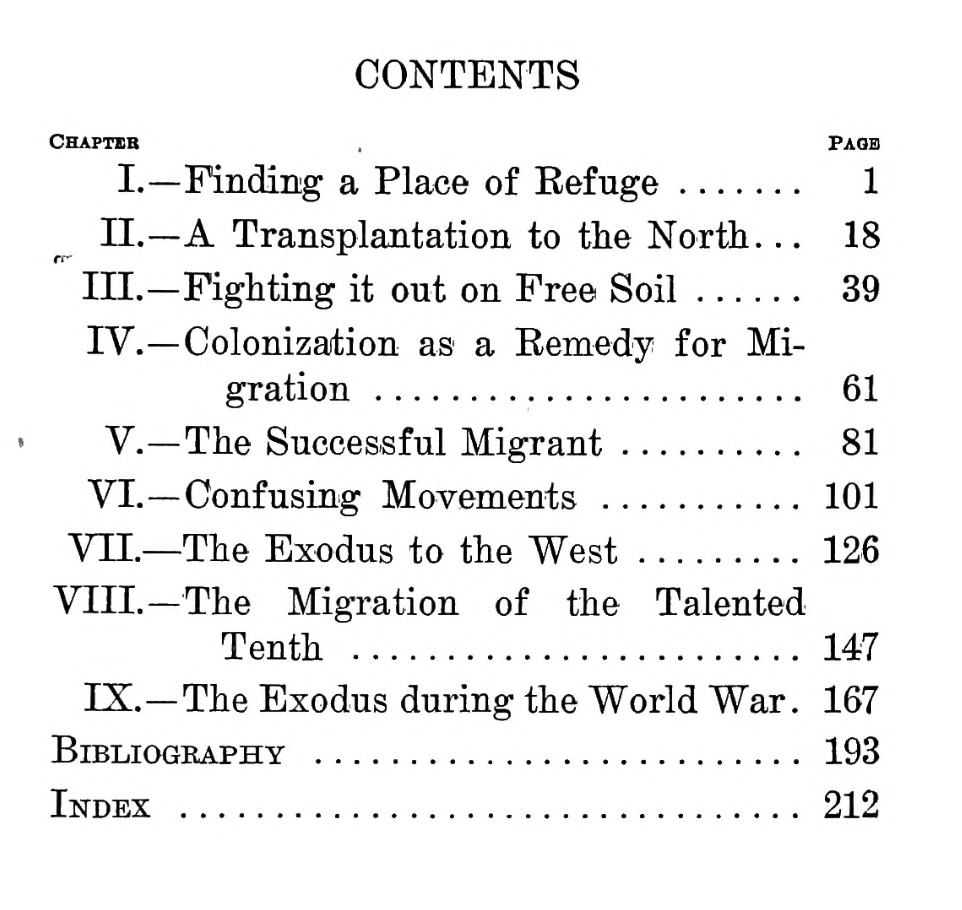 CONTENTS
CHAPTER PAGE
I.—Finding a Place of Refuge ....... 1
II.—A Transplantation to the North... 18
III.—Fighting it out on Free Soil ...... 39
IV.—Colonization as a Remedy for Mi-
gration ....................... 61
V.—The Successful Migrant .......... 81
VI.—Confusing Movements ........... 101
VII.—The Exodus to the West ......... 126
VIII.—The Migration of the Talented
Tenth ........................ 147
IX.—The Exodus during the World War. 167
BIBLIOGRAPHY .......................... 193
INDEX ................................. 212